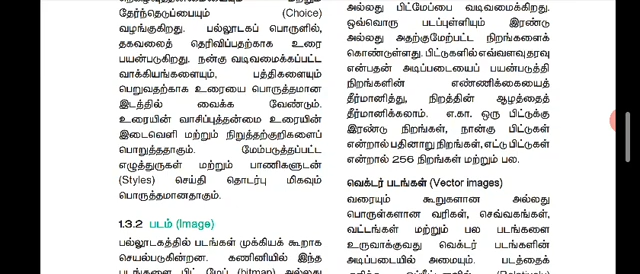 தேர்ந்தெடுப்பையும் (Choice)
வழங்குகிறது. பல்லூடகப் பொருளில்,
தகவலைத் தெரிவிப்பதற்காக உரை
பயன்படுகிறது. நன்கு வடிவமைக்கப்பட்ட
வாக்கியங்களையும், பத்திகளையும்
பெறுவதற்காக உரையை பொருத்தமான
இடத்தில் வைக்க வேண்டும்.
உரையின் வாசிப்புத்தன்மை உரையின்
இடைவெளி மற்றும் நிறுத்தற்குறிகளைப்
பொறுத்ததாகும். மேம்படுத்தப்பட்ட
எழுத்துருகள் மற்றும் பாணிகளுடன்
(Styles) செய்தி தொடர்பு மிகவும்
பொருத்தமானதாகும்.
1.3.2 படம் (Image)
பல்லூடகத்தில் படங்கள் முக்கியக் கூறாக
செயல்படுகின்றன. கணினியில் இந்த
படங்களை பிட் மேப் (bitmap) அல்லது
அல்லது பிட்மேப்பை வடிவமைக்கிறது.
ஒவ்வொரு படப்புள்ளியும் இரண்டு
அல்லது அதற்குமேற்பட்ட நிறங்களைக்
கொண்டுள்ளது. பிட்டுகளில் எவ்வளவு தரவு
என்பதன் அடிப்படையைப் பயன்படுத்தி
நிறங்களின் எண்ணிக்கையைத்
தீர்மானித்து, நிறத்தின் ஆழத்தைத்
தீர்மானிக்கலாம். எ.கா. ஒரு பிட்டுக்கு
இரண்டு நிறங்கள், நான்கு பிட்டுகள்
என்றால் பதினாறு நிறங்கள், எட்டு பிட்டுகள்
என்றால் 256 நிறங்கள் மற்றும் பல.
வெக்டர் படங்கள் (Vector images)
வரையும் கூறுகளான அல்லது
பொருள்களான வரிகள், செவ்வகங்கள்,
வட்டங்கள் மற்றும் பல படங்களை
உருவாக்குவது வெக்டர் படங்களின்
அடிப்படையில் அமையும். படத்தைக்
(Relatively)